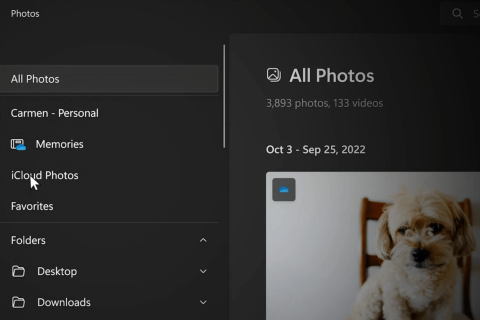 Photos
All Photos
Carmen - Personal
Memories
iCloud Photos
Favorites
Folders
Desktop
Downloads
All Photos
3,893 photos, 133 videos
Oct 3 - Sep 25, 2022